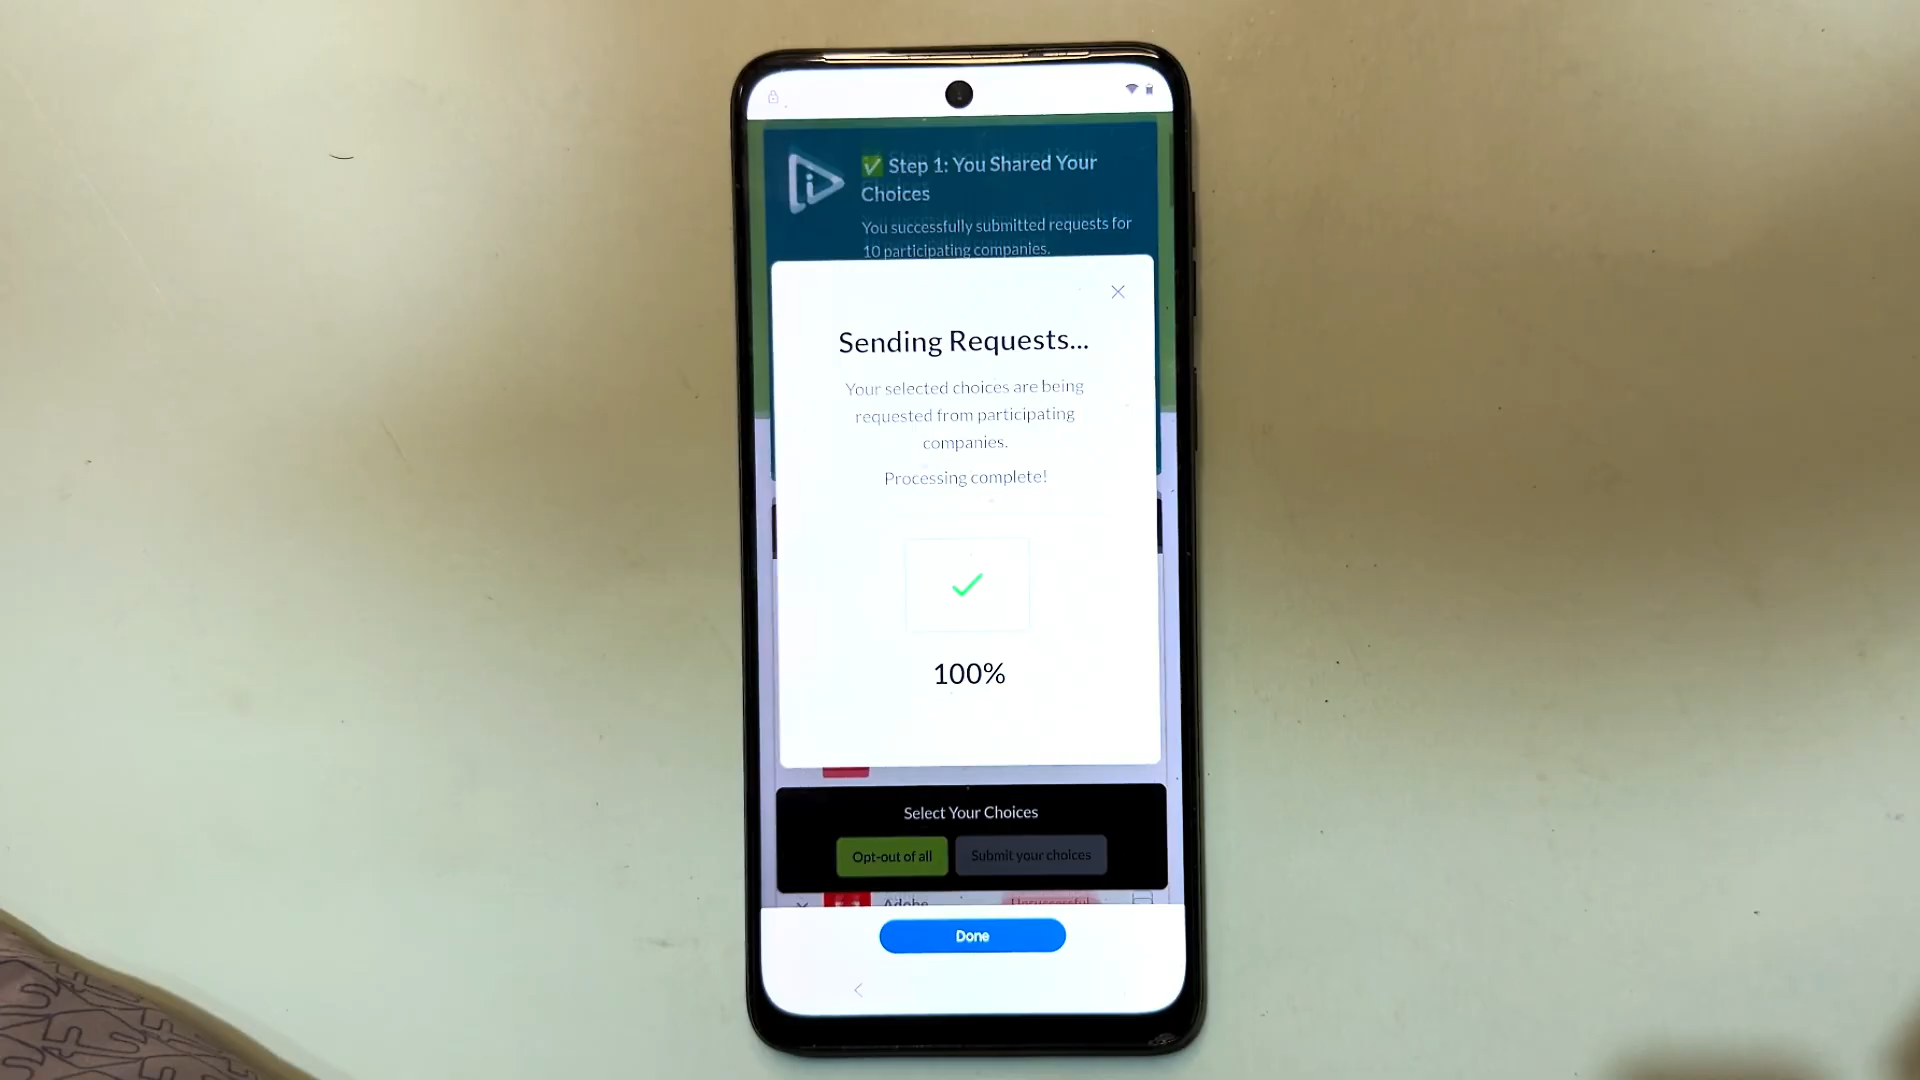 ✅ Step 1: You Shared Your
Choices
You successfully submitted requests for
10 participating companies.
Sending Requests...
Your selected choices are being
requested from participating
companies.
Processing complete!
100%
Select Your Choices
Opt-out of all
Submit your choices
Adobe
Unsuccessful
Done